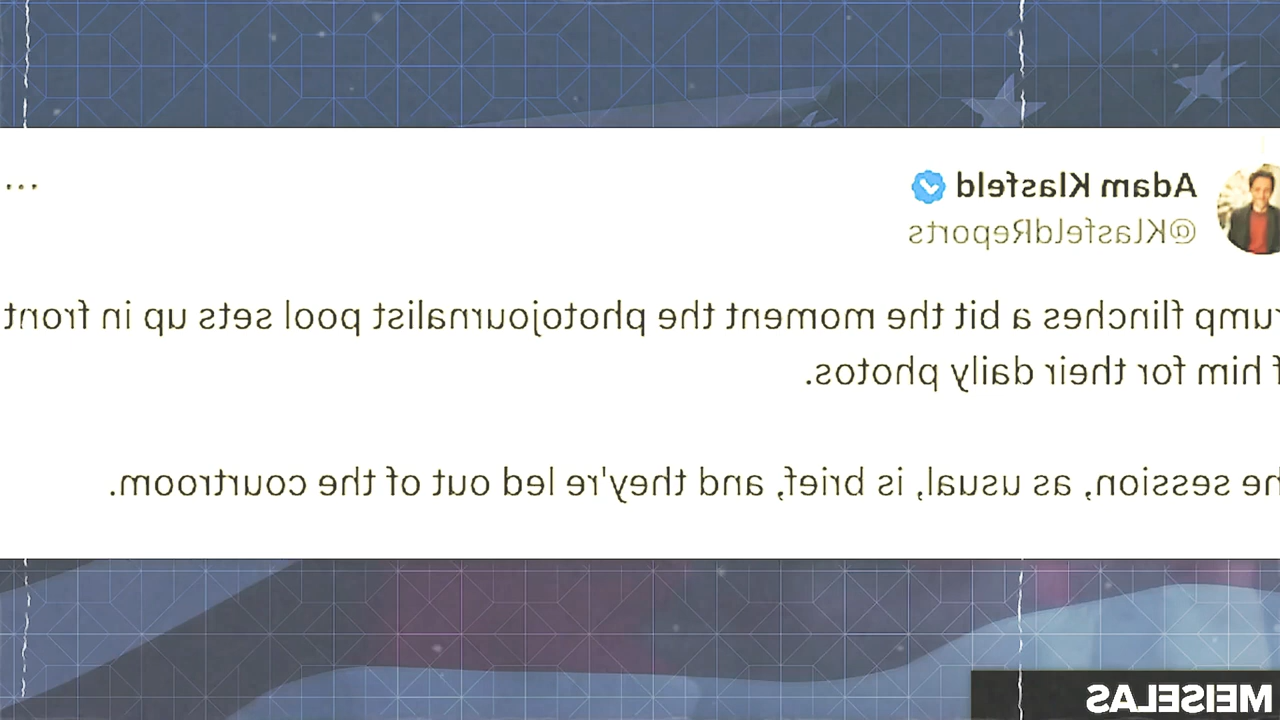 Adam Klasfeld
@KlasfeldReports
rump flinches a bit the moment the photojournalist pool sets up in front
f him for their daily photos.
he session, as usual, is brief, and they're led out of the courtroom.
MEISELAS